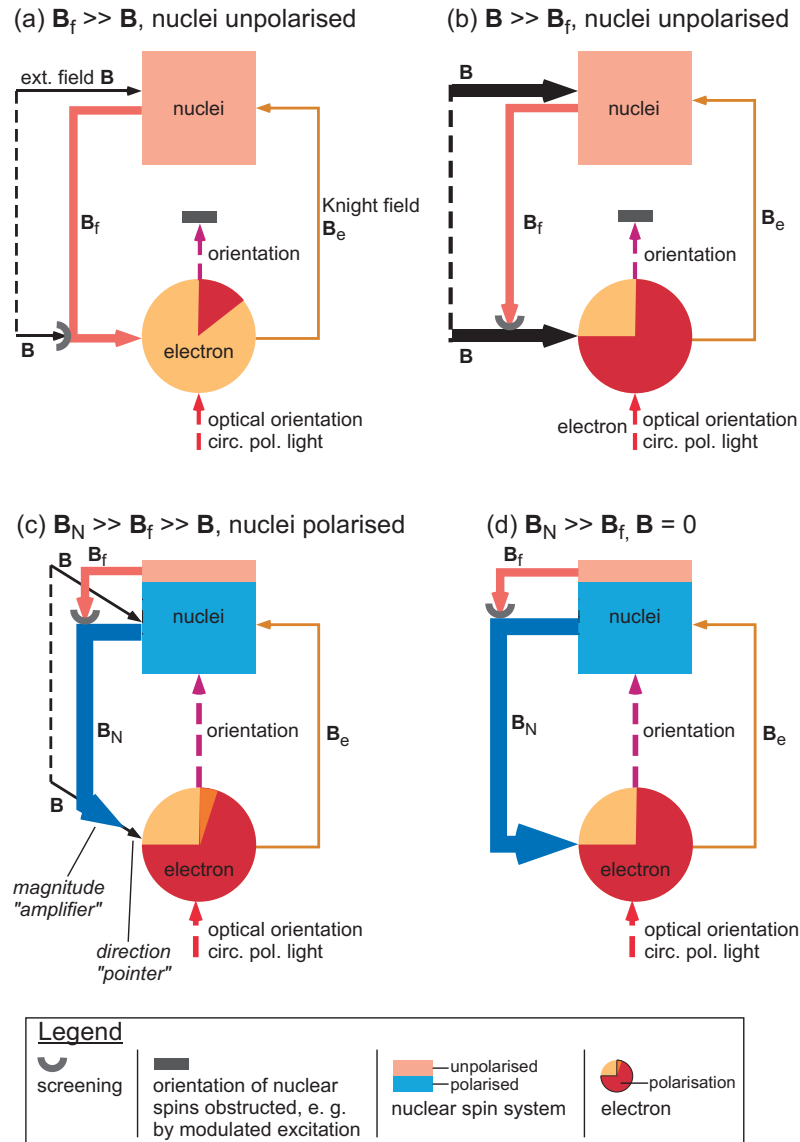 (a) Bf >> B, nuclei unpolarised
ext. field B
nuclei
Bf
Knight field
Be
orientation
B
electron
optical orientation
circ. pol. light
(b) B >> Bf, nuclei unpolarised
B
nuclei
Bf
Be
orientation
B
electron
electron
optical orientation
circ. pol. light
(c) BN >> Bf >> B, nuclei polarised
B
Bf
nuclei
BN
orientation
Be
B
electron
magnitude
"amplifier"
direction
"pointer"
optical orientation
circ. pol. light
(d) BN >> Bf, B = 0
Bf
nuclei
BN
orientation
Be
electron
optical orientation
circ. pol. light
Legend
screening
orientation of nuclear
spins obstructed, e. g.
by modulated excitation
unpolarised
polarised
nuclear spin system
polarisation
electron